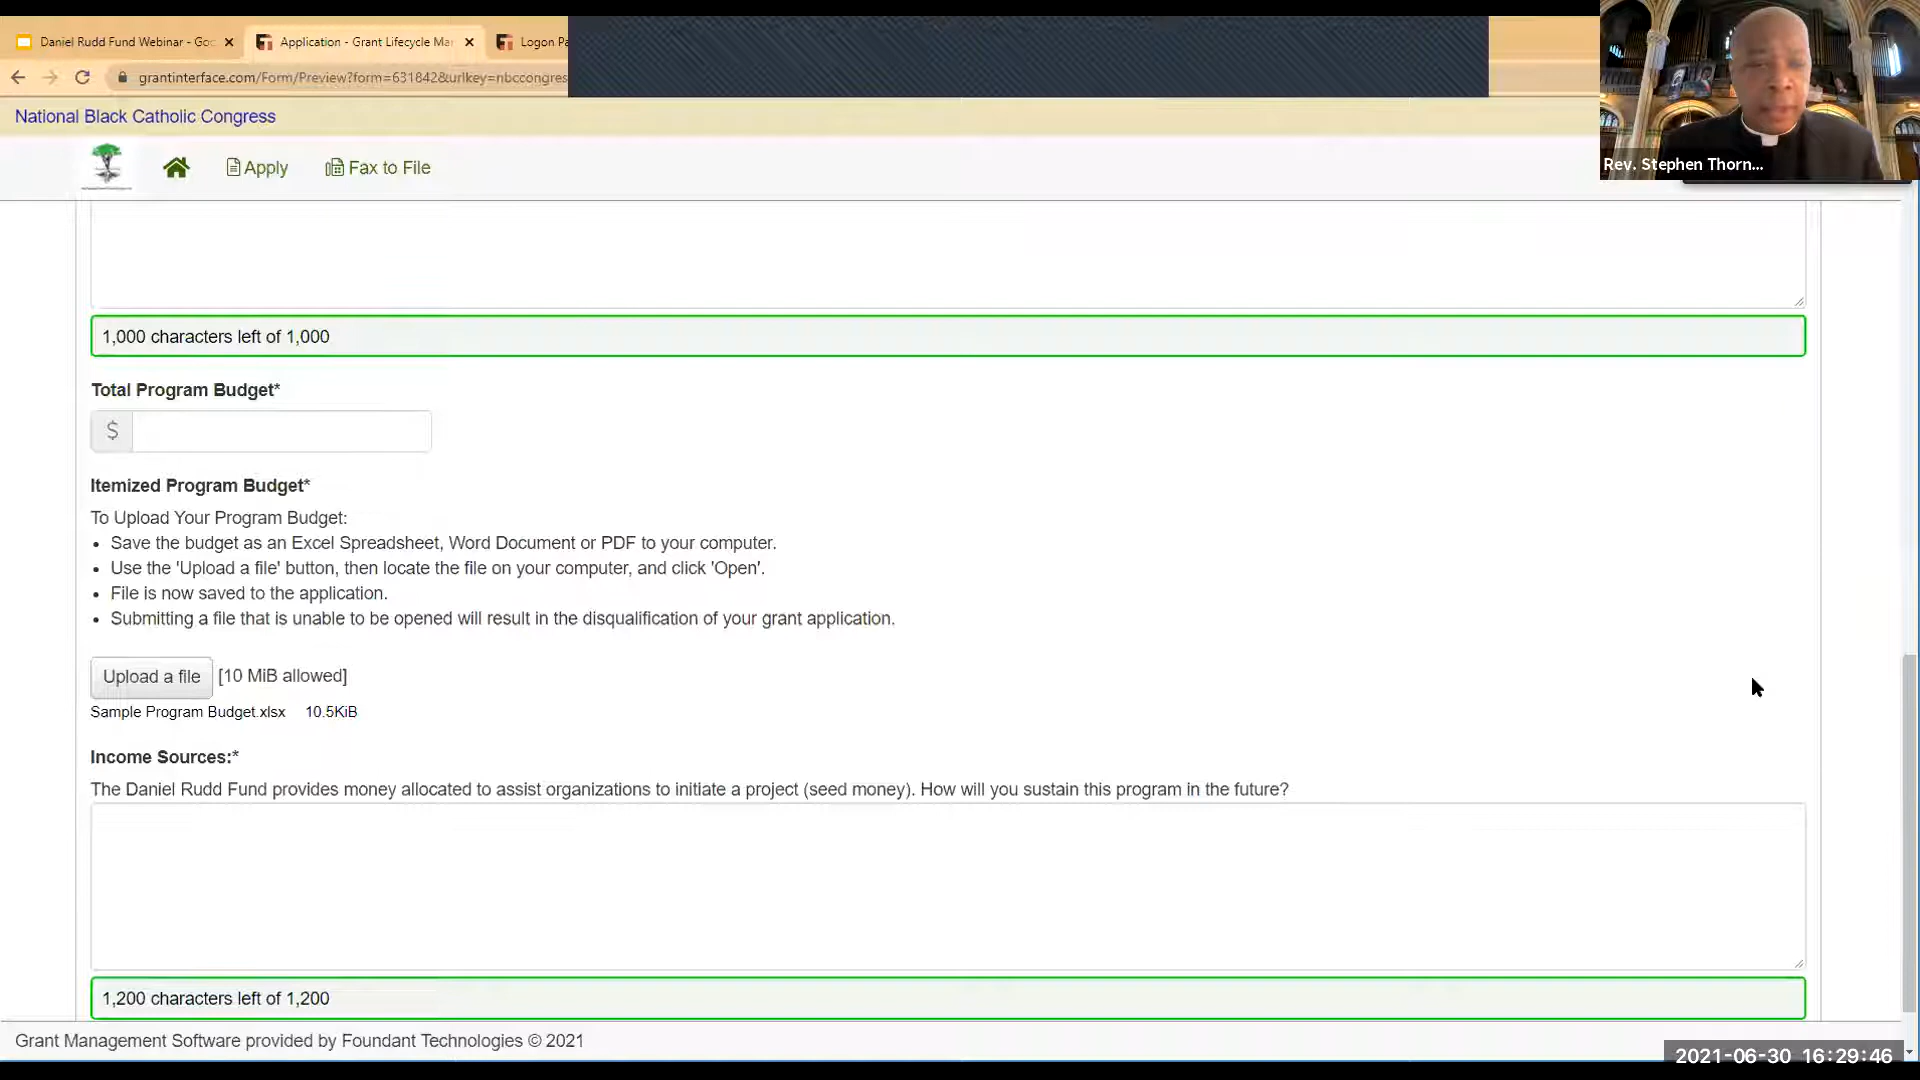 Daniel Rudd Fund Webinar - Goo
Application - Grant Lifecycle Ma
Logon Pa
grantinterface.com/Form/Preview?form=631842&urlkey=nbccongres
National Black Catholic Congress
Apply
Fax to File
Rev. Stephen Thorn...
1,000 characters left of 1,000
Total Program Budget*
$
Itemized Program Budget*
To Upload Your Program Budget:
• Save the budget as an Excel Spreadsheet, Word Document or PDF to your computer.
• Use the 'Upload a file' button, then locate the file on your computer, and click 'Open'.
• File is now saved to the application.
• Submitting a file that is unable to be opened will result in the disqualification of your grant application.
Upload a file [10 MiB allowed]
Sample Program Budget.xlsx 10.5KiB
Income Sources:*
The Daniel Rudd Fund provides money allocated to assist organizations to initiate a project (seed money). How will you sustain this program in the future?
1,200 characters left of 1,200
Grant Management Software provided by Foundant Technologies © 2021
2021-06-30 16:29:46